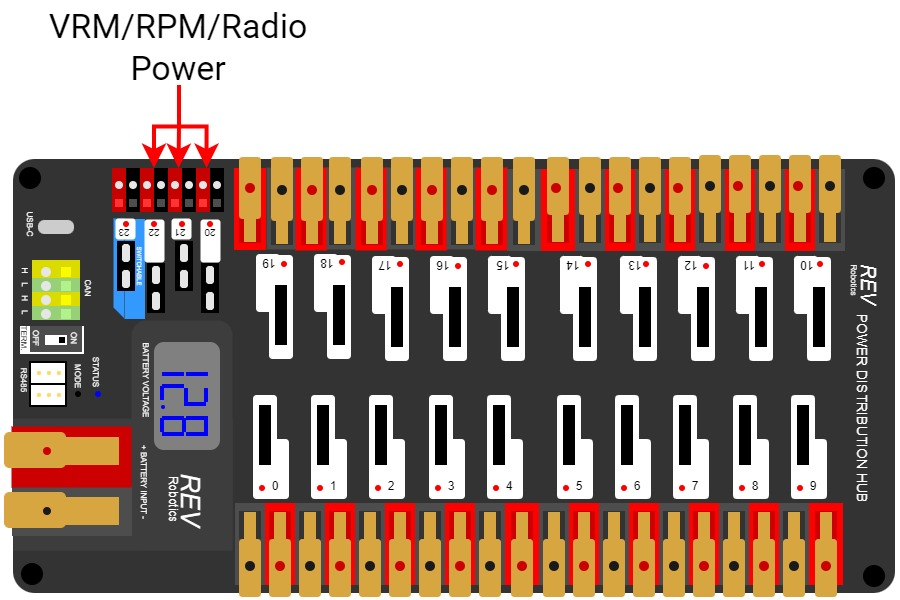 VRM/RPM/Radio
Power
USB-C
23
22
21
20
SWITCHABLE
H
L
H
L
CAN
TERM
OFF
ON
RS485
MODE
STATUS
BATTERY VOLTAGE
12.8
+ BATTERY INPUT -
REV
Robotics
19
18
17
16
15
14
13
12
11
10
REV
Robotics
POWER DISTRIBUTION HUB
0
1
2
3
4
5
6
7
8
9